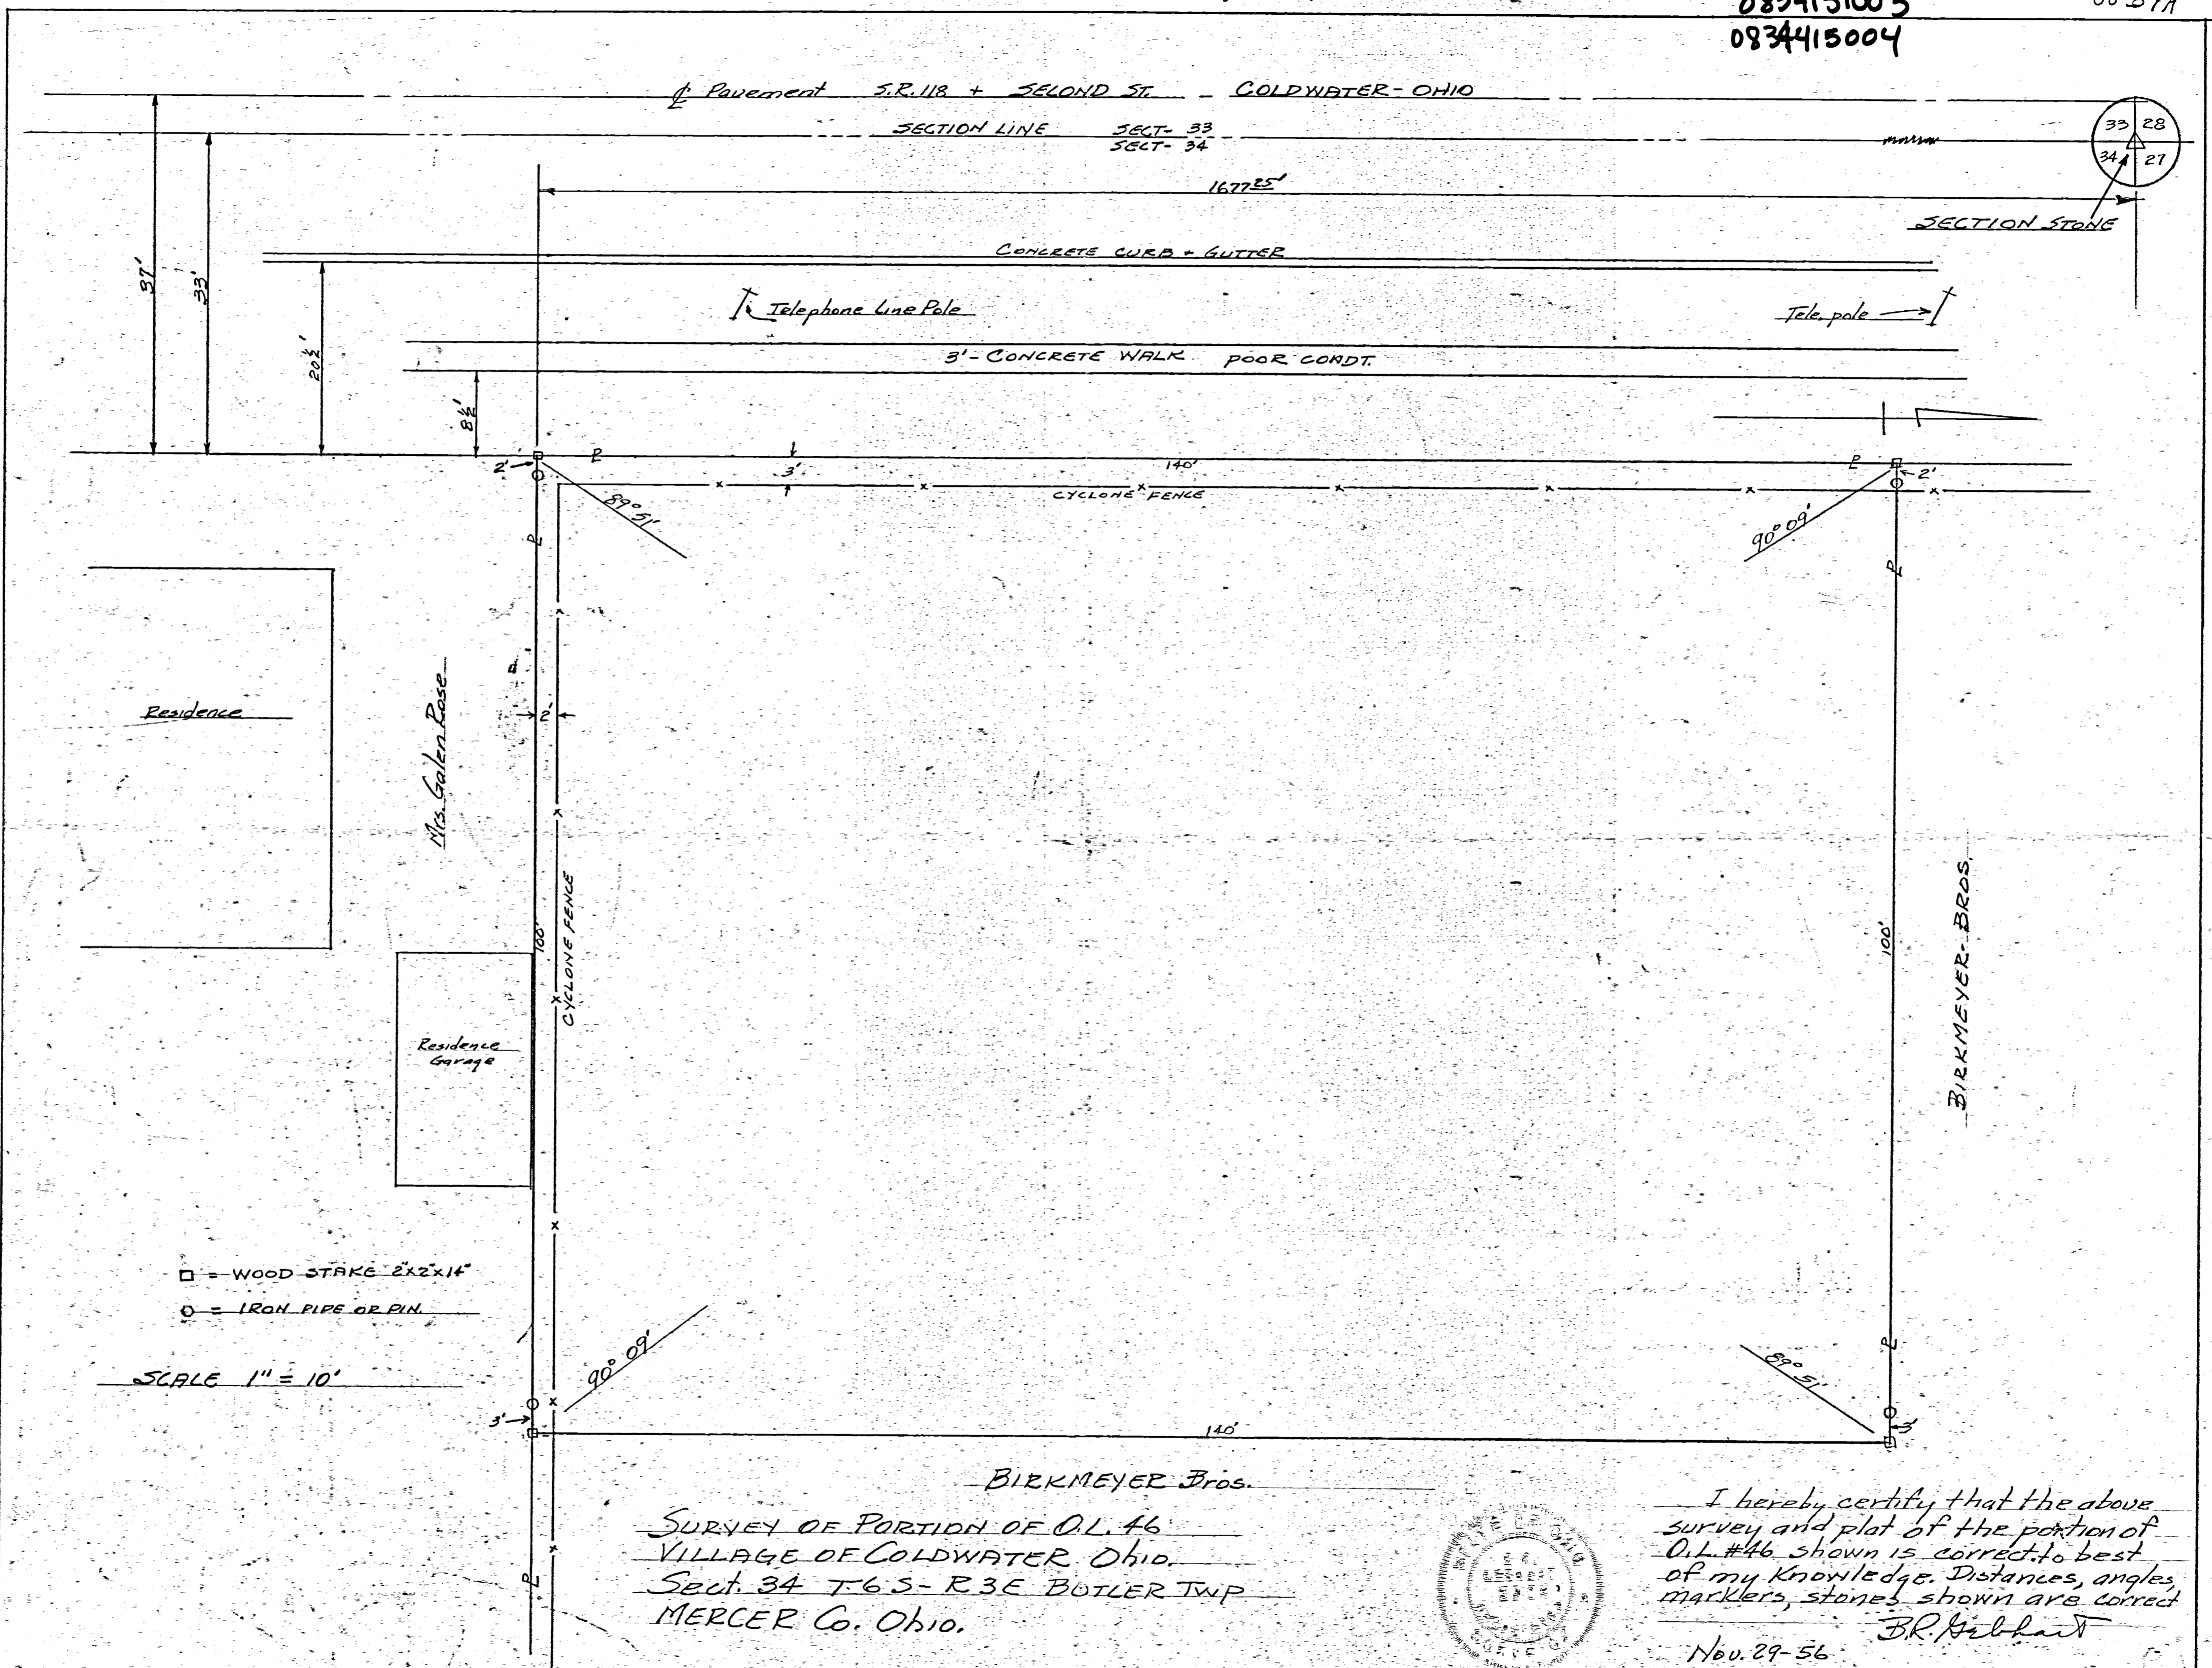 0834415004
℄ Pavement S.R. 118 + SECOND ST. - COLDWATER - OHIO
SECTION LINE SECT- 33
SECT- 34
33 28
34 27
1677 25'
SECTION STONE
CONCRETE CURB + GUTTER
37'
33'
20½'
8½'
Telephone Line Pole
Tele. pole
3'- CONCRETE WALK POOR CONDT.
2'
P
3'
140'
P
2'
CYCLONE FENCE
89° 51'
90° 09'
Residence
Mrs. Galen Rose
2'
100'
CYCLONE FENCE
100'
BIRKMEYER- BROS.
Residence
Garage
□ = WOOD STAKE 2"x2"x14"
O = IRON PIPE OR PIN.
SCALE 1" = 10'
90° 09'
89° 51'
3'
3'
140'
BIRKMEYER Bros.
SURVEY OF PORTION OF O.L. 46
VILLAGE OF COLDWATER Ohio.
Sect. 34 T6S- R3E BUTLER TWP
MERCER Co. Ohio.
I hereby certify that the above
survey and plat of the portion of
O.L. #46 shown is correct to best
of my knowledge. Distances, angles,
markers, stones shown are correct
B.R. Gebhart
Nov. 29-56